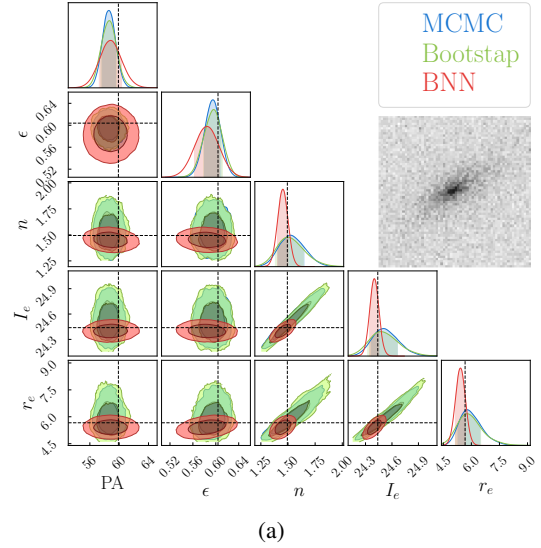 MCMC
Bootstap
BNN
ϵ
0.64
0.60
0.56
0.52
n
2.00
1.75
1.50
1.25
I_e
24.9
24.6
24.3
r_e
9.0
7.5
6.0
4.5
56 60 64 0.52 0.56 0.60 0.64 1.25 1.50 1.75 2.00 24.3 24.6 24.9 4.5 6.0 7.5 9.0
PA ϵ n I_e r_e
(a)